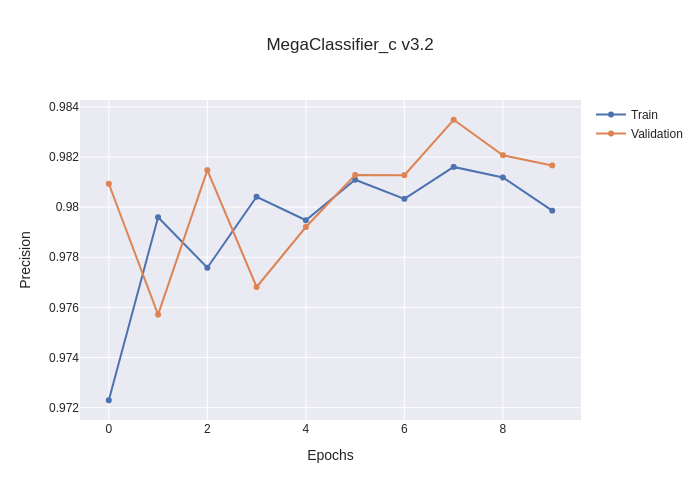 MegaClassifier_c v3.2
Train
Validation
0.984
0.982
0.98
0.978
0.976
0.974
0.972
Precision
0 2 4 6 8
Epochs